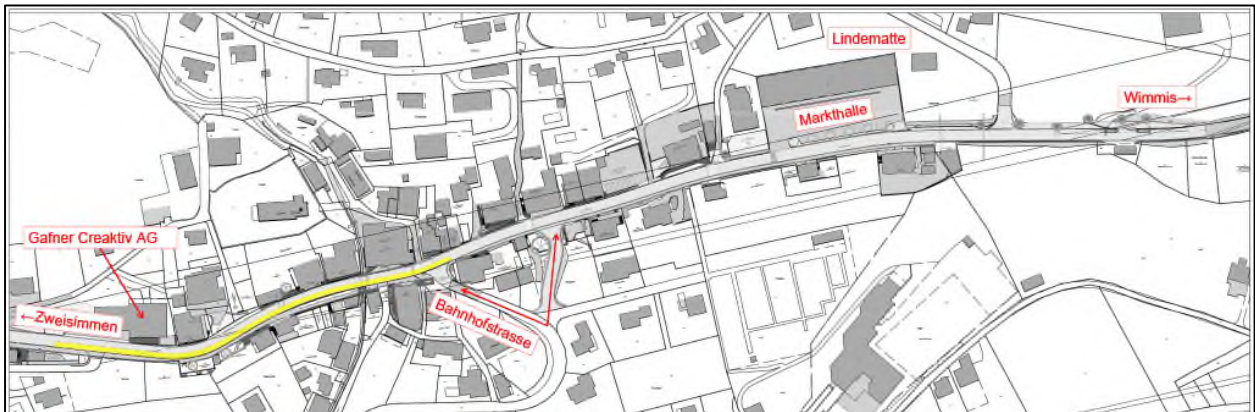 Lindematte
Wimmis→
Markthalle
Gafner Creaktiv AG
←Zweisimmen
Bahnhofstrasse